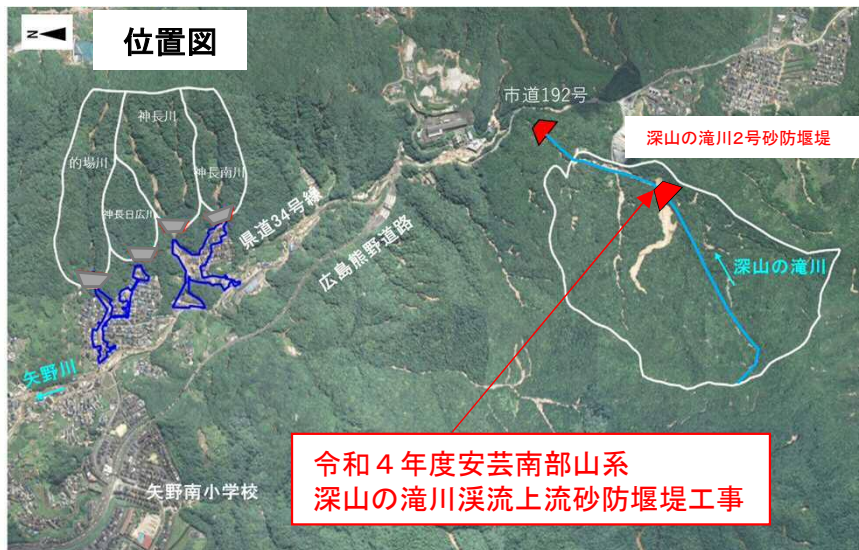 Z
位置図
市道192号
深山の滝川2号砂防堰堤
神長川
的場川
神長南川
神長日広川
県道34号線
広島熊野道路
深山の滝川
矢野川
矢野南小学校
令和４年度安芸南部山系
深山の滝川渓流上流砂防堰堤工事